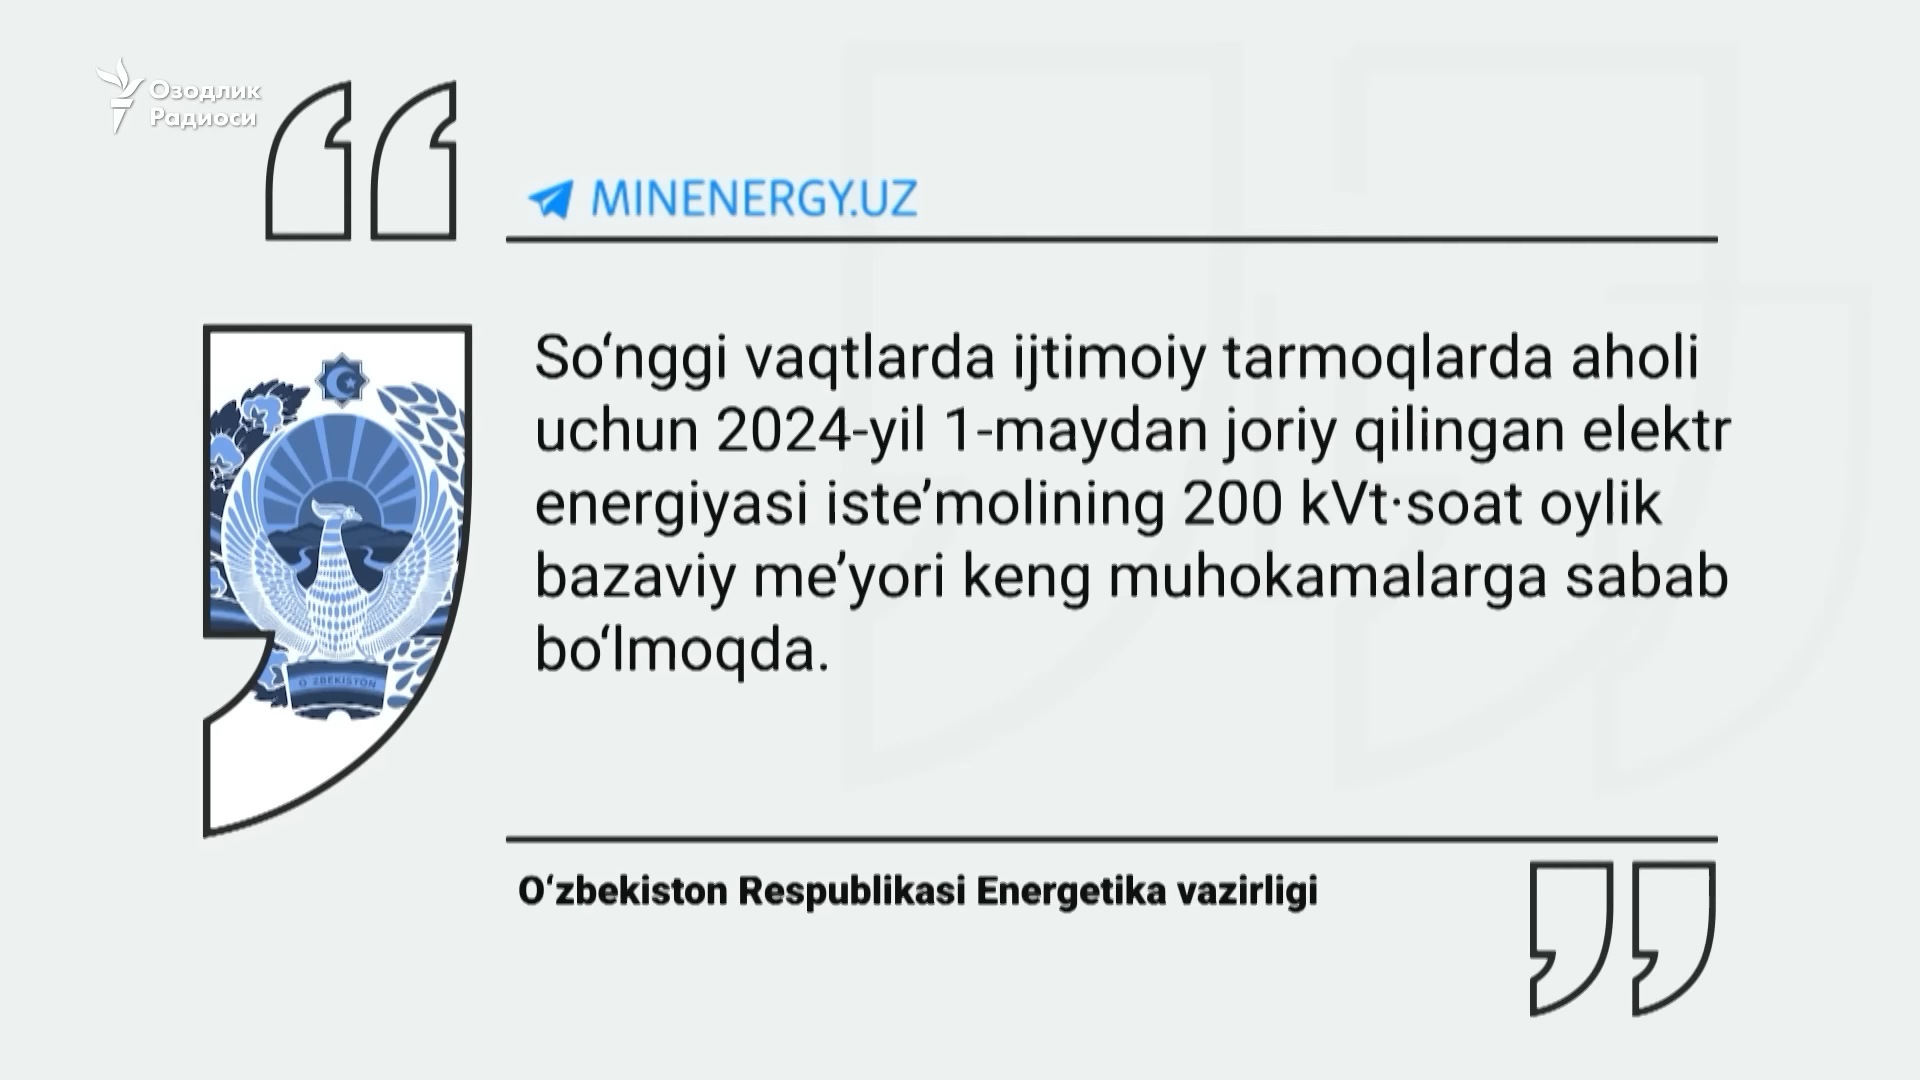 Озодлик
Радиоси
MINENERGY.UZ
So‘nggi vaqtlarda ijtimoiy tarmoqlarda aholi
uchun 2024-yil 1-maydan joriy qilingan elektr
energiyasi iste’molining 200 kVt·soat oylik
bazaviy me’yori keng muhokamalarga sabab
bo‘lmoqda.
O‘ZBEKISTON
O‘zbekiston Respublikasi Energetika vazirligi